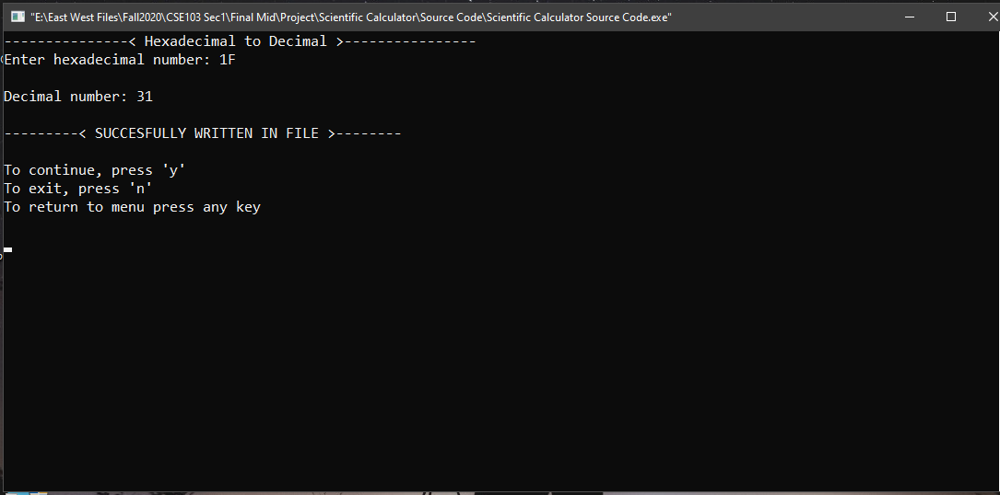 "E:\East West Files\Fall2020\CSE103 Sec1\Final Mid\Project\Scientific Calculator\Source Code\Scientific Calculator Source Code.exe"
---------------< Hexadecimal to Decimal >----------------
Enter hexadecimal number: 1F
Decimal number: 31
---------< SUCCESFULLY WRITTEN IN FILE >--------
To continue, press 'y'
To exit, press 'n'
To return to menu press any key